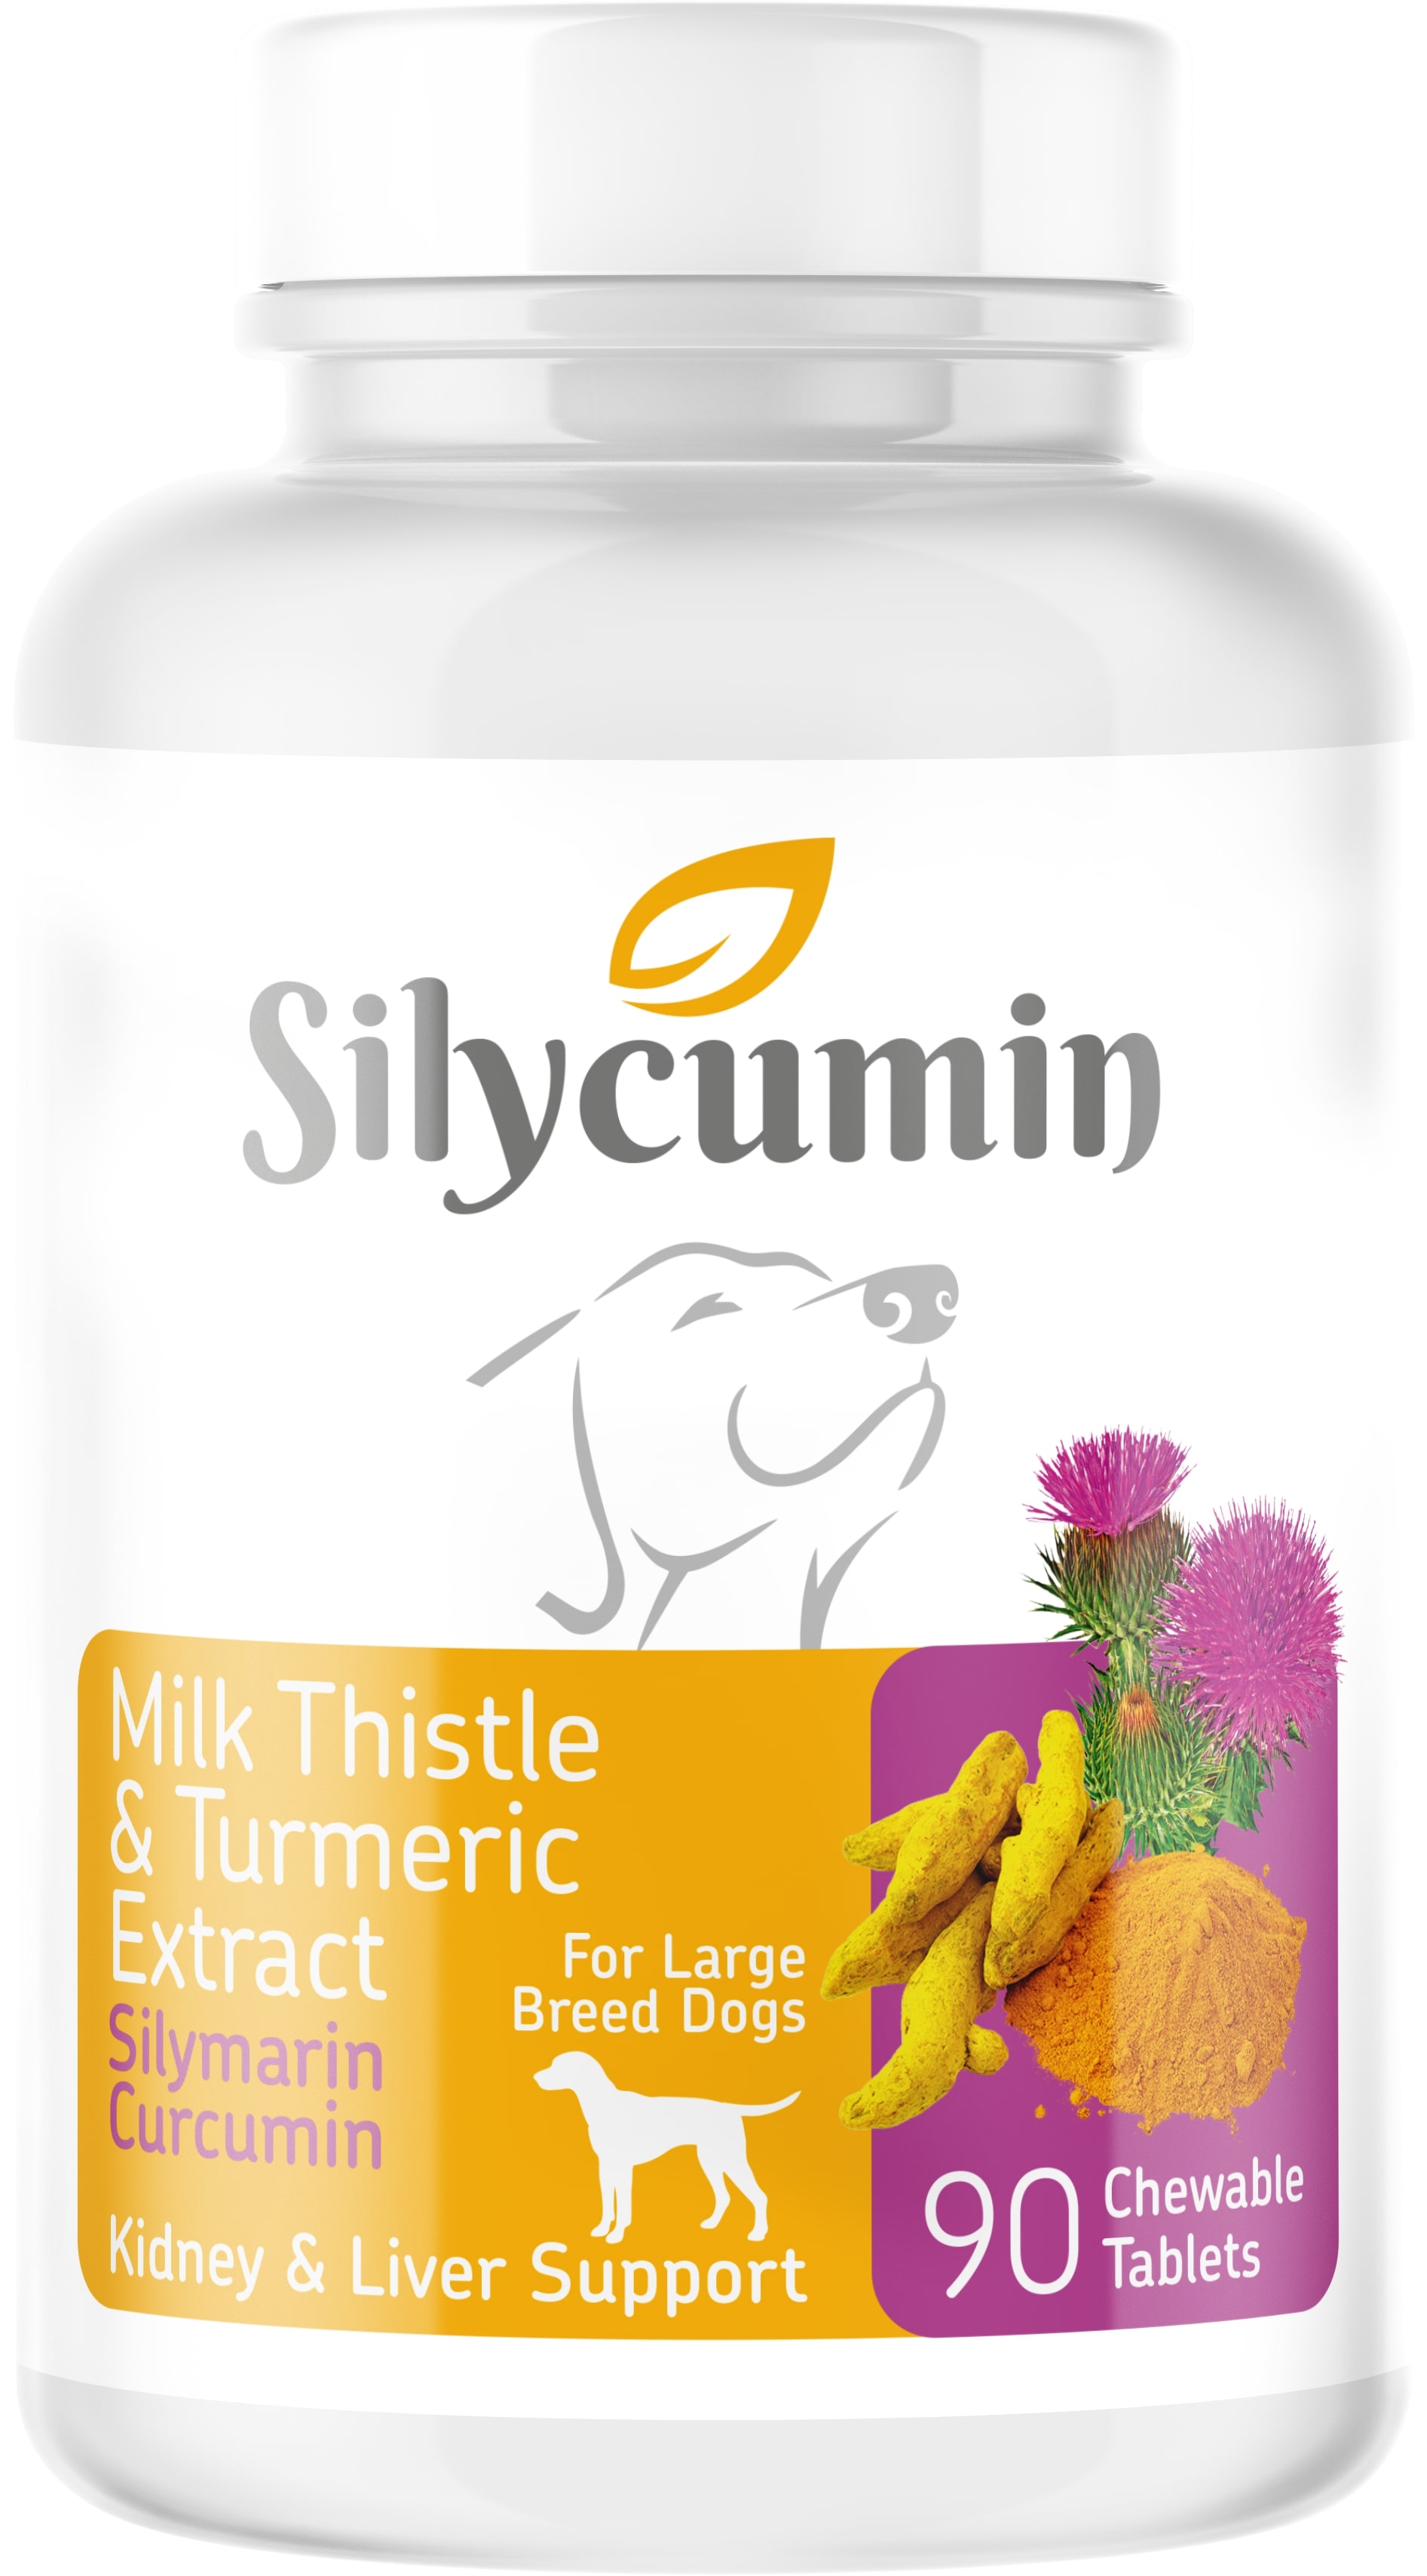 Silycumin
Milk Thistle
& Turmeric
Extract
Silymarin
Curcumin
For Large
Breed Dogs
Kidney & Liver Support
90 Chewable
Tablets